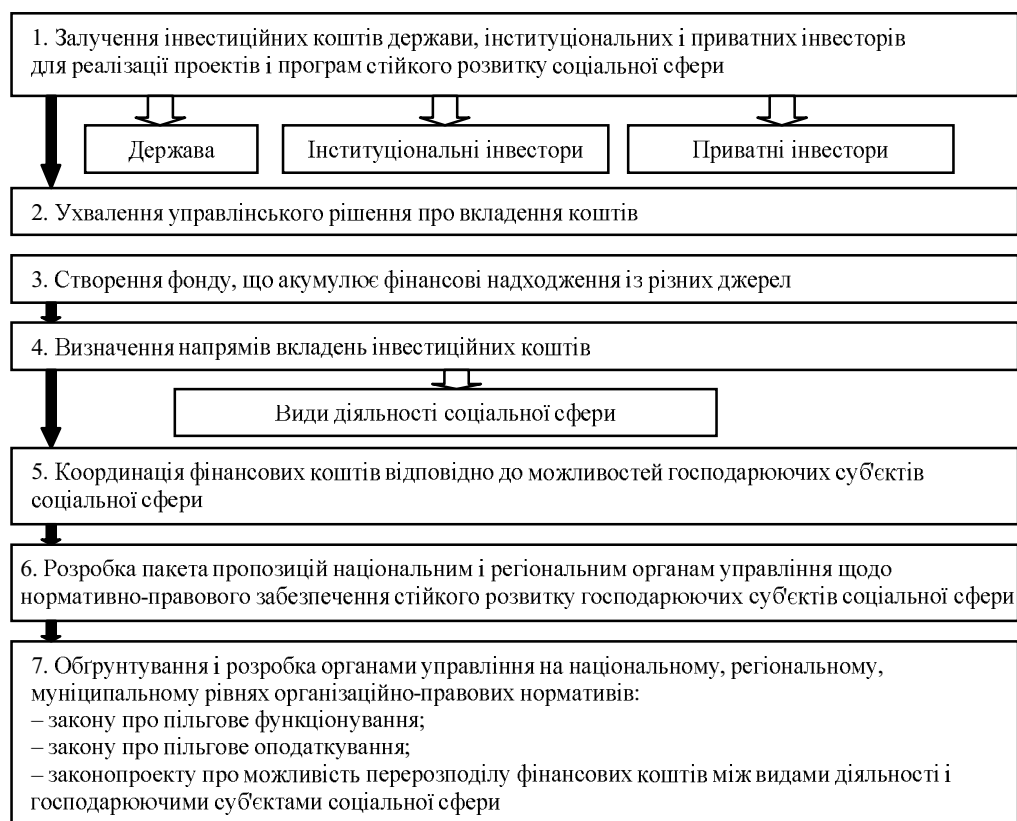 1. Залучення інвестиційних коштів держави, інституціональних і приватних інвесторів
для реалізації проектів і програм стійкого розвитку соціальної сфери
Держава
Інституціональні інвестори
Приватні інвестори
2. Ухвалення управлінського рішення про вкладення коштів
3. Створення фонду, що акумулює фінансові надходження із різних джерел
4. Визначення напрямів вкладень інвестиційних коштів
Види діяльності соціальної сфери
5. Координація фінансових коштів відповідно до можливостей господарюючих суб'єктів
соціальної сфери
6. Розробка пакета пропозицій національним і регіональним органам управління щодо
нормативно-правового забезпечення стійкого розвитку господарюючих суб'єктів соціальної сфери
7. Обґрунтування і розробка органами управління на національному, регіональному,
муніципальному рівнях організаційно-правових нормативів:
– закону про пільгове функціонування;
– закону про пільгове оподаткування;
– законопроекту про можливість перерозподілу фінансових коштів між видами діяльності і
господарюючими суб'єктами соціальної сфери